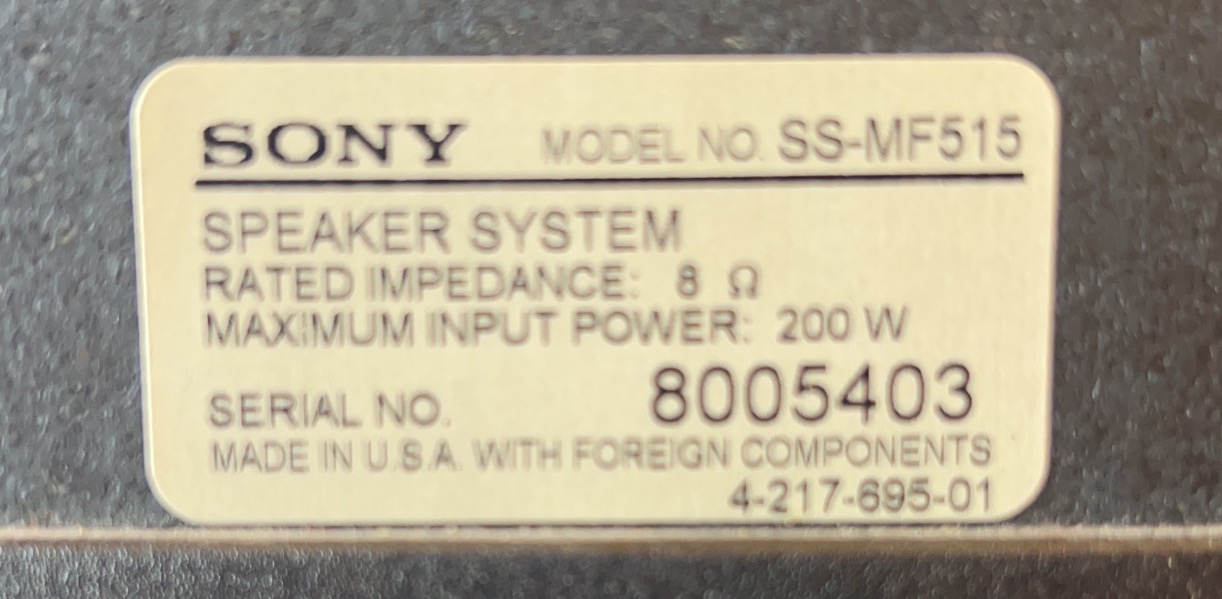 SONY MODEL NO. SS-MF515
SPEAKER SYSTEM
RATED IMPEDANCE: 8 Ω
MAXIMUM INPUT POWER: 200 W
SERIAL NO. 8005403
MADE IN U.S.A. WITH FOREIGN COMPONENTS
4-217-695-01